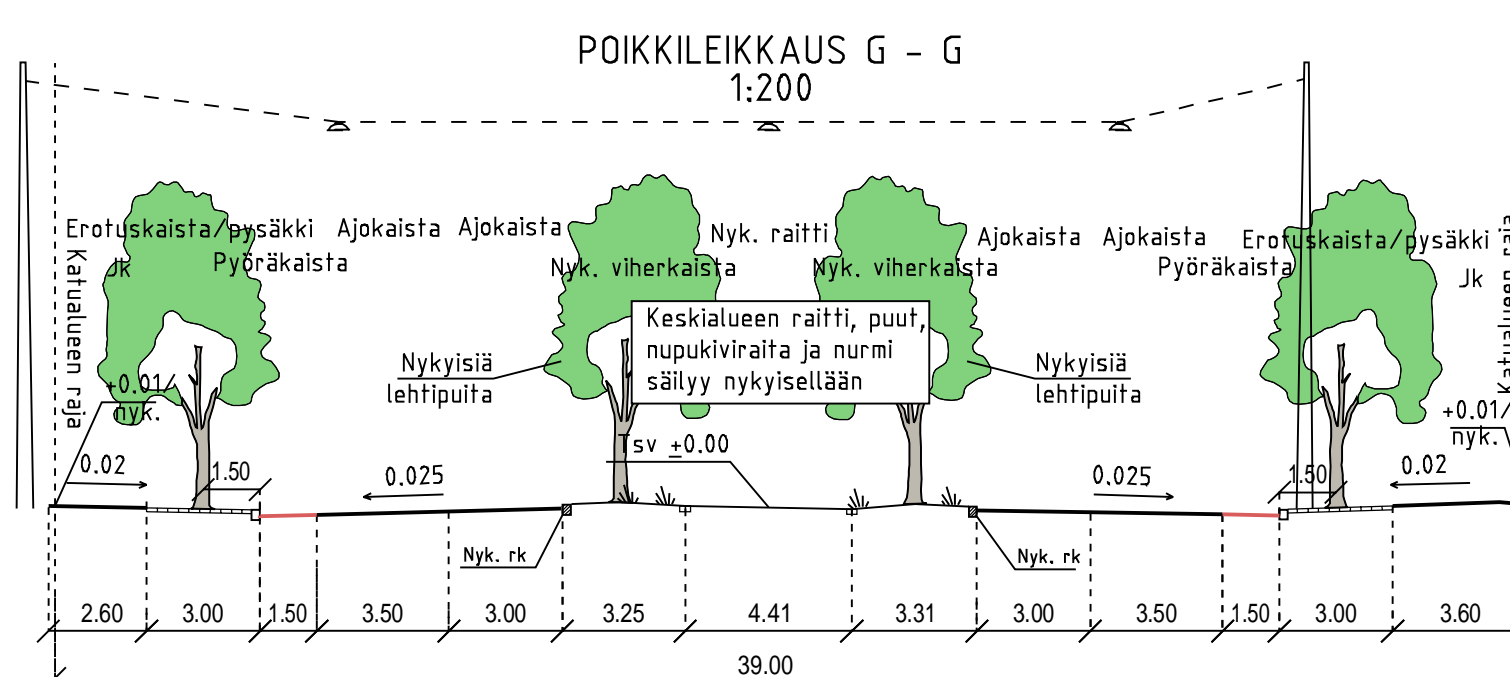 POIKKILEIKKAUS G – G
1:200
Erotuskaista/pysäkki
Ajokaista
Ajokaista
Nyk. raitti
Ajokaista
Ajokaista
Erotuskaista/pysäkki
Jk
Pyöräkaista
Nyk. viherkaista
Nyk. viherkaista
Pyöräkaista
Jk
Katualueen raja
Katualueen raja
Keskialueen raitti, puut,
nupukiviraita ja nurmi
säilyy nykyisellään
Nykyisiä
lehtipuita
Nykyisiä
lehtipuita
+0.01/
nyk.
+0.01/
nyk.
Tsv ±0.00
0.02
1.50
0.025
0.025
1.50
0.02
Nyk. rk
Nyk. rk
2.60
3.00
1.50
3.50
3.00
3.25
4.41
3.31
3.00
3.50
1.50
3.00
3.60
39.00